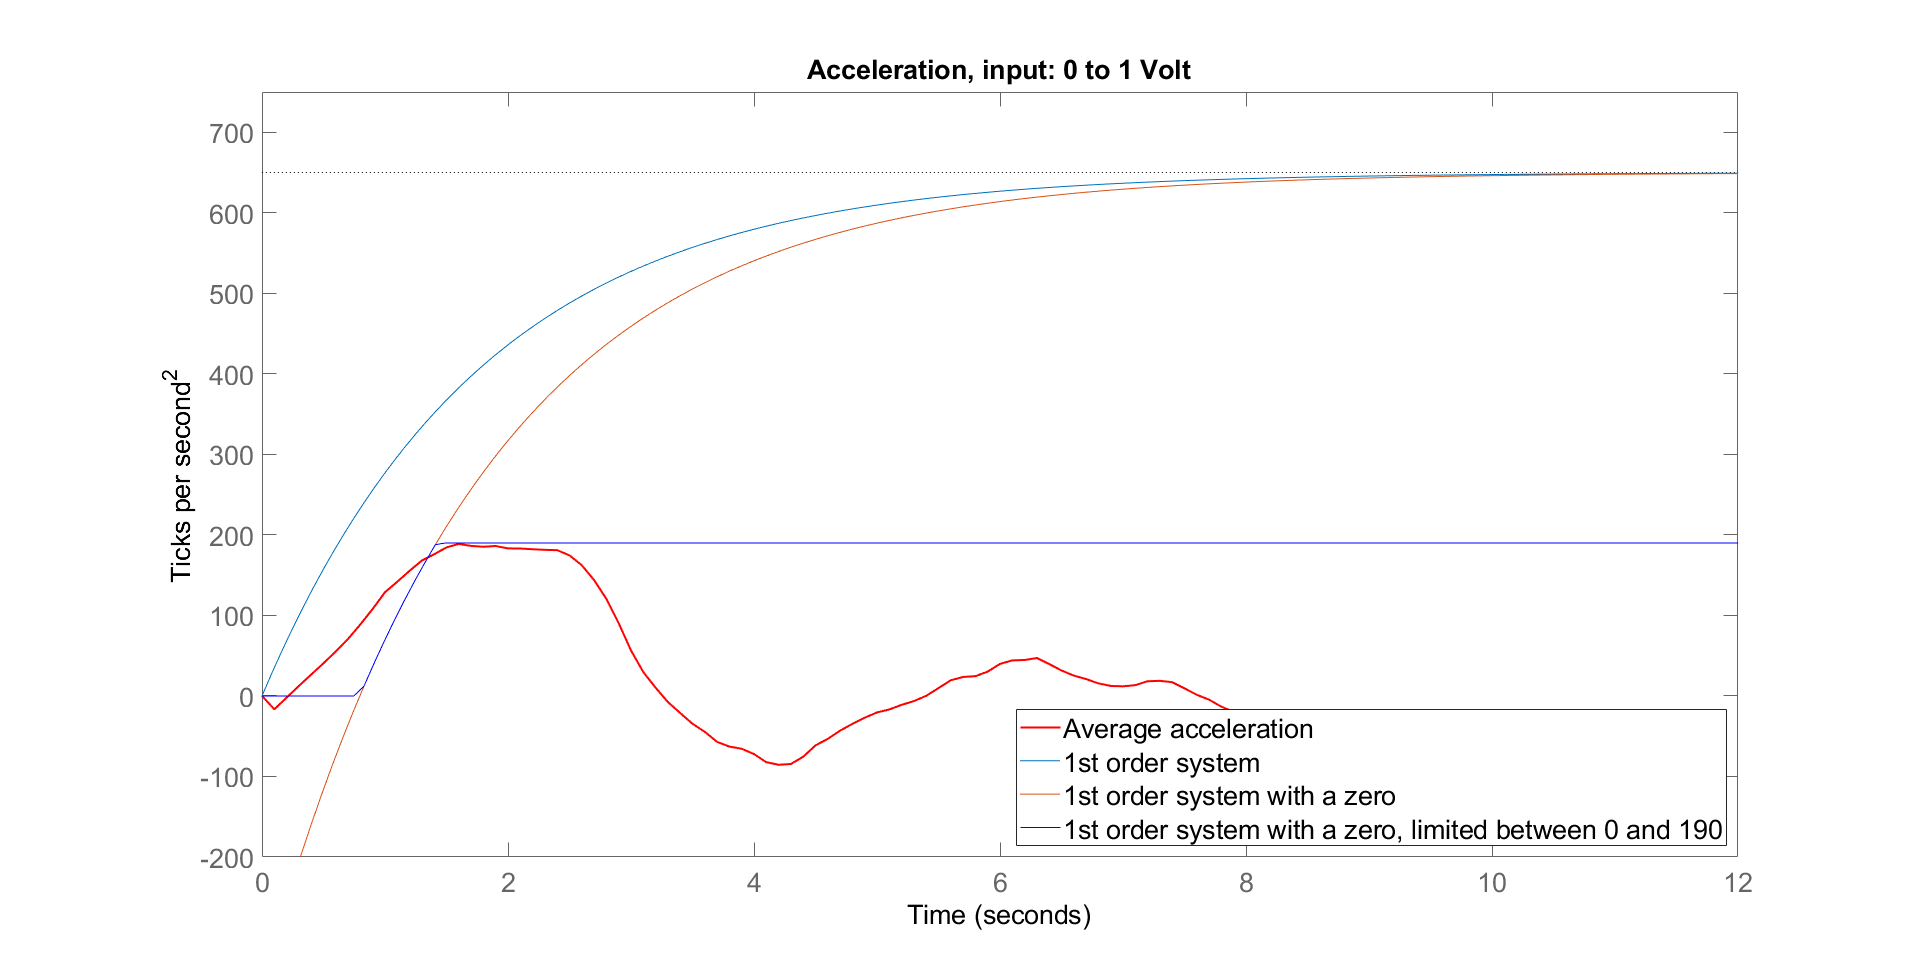 Acceleration, input: 0 to 1 Volt
Ticks per second²
700
600
500
400
300
200
100
0
-100
-200
0 2 4 6 8 10 12
Time (seconds)
Average acceleration
1st order system
1st order system with a zero
1st order system with a zero, limited between 0 and 190